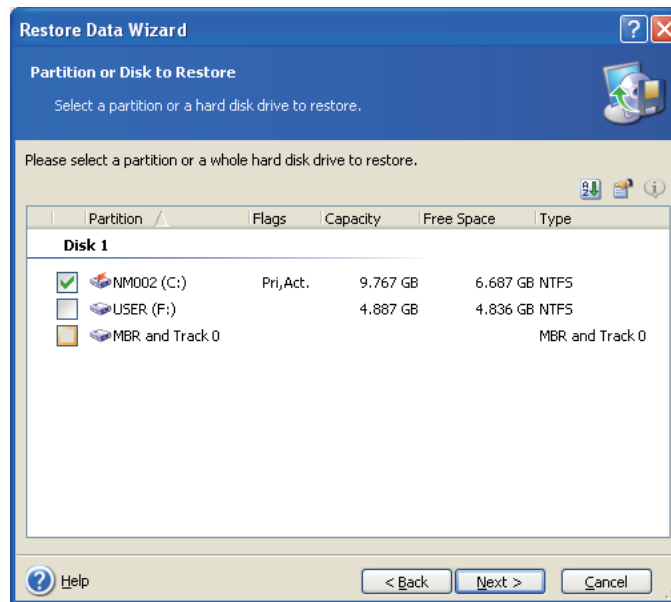 Restore Data Wizard
Partition or Disk to Restore
Select a partition or a hard disk drive to restore.
Please select a partition or a whole hard disk drive to restore.
Partition Flags Capacity Free Space Type
Disk 1
NM002 (C:) Pri,Act. 9.767 GB 6.687 GB NTFS
USER (F:) 4.887 GB 4.836 GB NTFS
MBR and Track 0 MBR and Track 0
Help < Back Next > Cancel